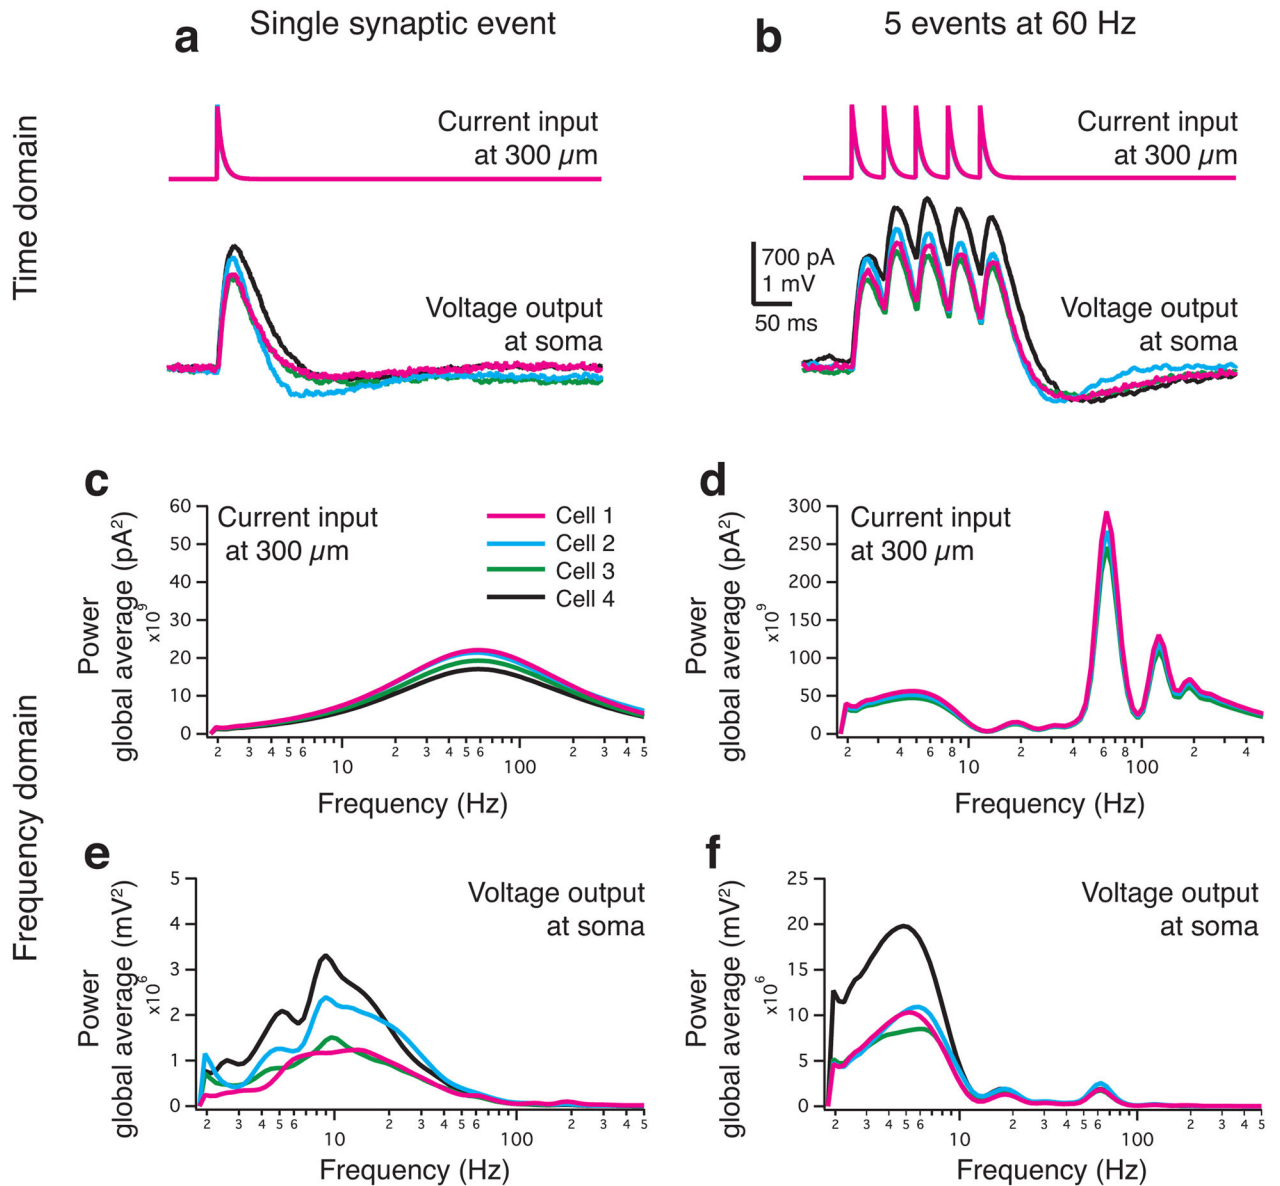 Single synaptic event
5 events at 60 Hz
a
b
Time domain
Current input
at 300 µm
Current input
at 300 µm
Voltage output
at soma
700 pA
1 mV
50 ms
Voltage output
at soma
Frequency domain
c
Power
global average (pA²)
x10⁹
60
50
40
30
20
10
0
Current input
at 300 µm
Cell 1
Cell 2
Cell 3
Cell 4
2 3 4 5 6 10 2 3 4 5 6 100 2 3 4 5
Frequency (Hz)
d
Power
global average (pA²)
x10⁹
300
250
200
150
100
50
0
Current input
at 300 µm
2 4 6 8 10 2 4 6 8 100 2 4
Frequency (Hz)
e
Power
global average (mV²)
x10⁶
5
4
3
2
1
0
Voltage output
at soma
2 3 4 5 6 10 2 3 4 5 6 100 2 3 4 5
Frequency (Hz)
f
Power
global average (mV²)
x10⁶
25
20
15
10
5
0
Voltage output
at soma
2 3 4 5 6 10 2 3 4 5 6 100 2 3 4 5
Frequency (Hz)